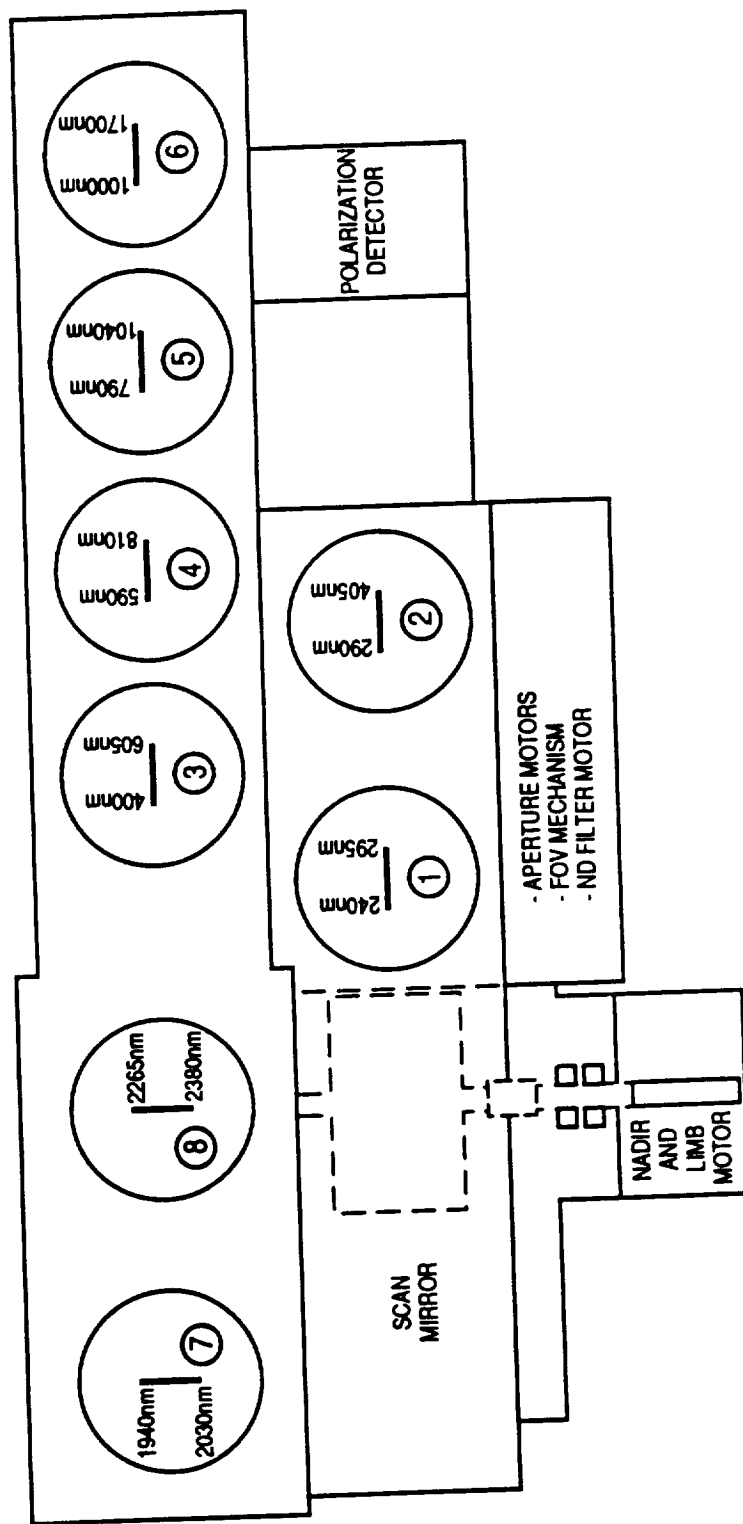 1940nm
2030nm
7
2265nm
2380nm
8
400nm
605nm
3
590nm
810nm
4
790nm
1040nm
5
1000nm
1700nm
6
SCAN
MIRROR
240nm
295nm
1
290nm
405nm
2
POLARIZATION
DETECTOR
NADIR
AND
LIMB
MOTOR
- APERTURE MOTORS
- FOV MECHANISM
- ND FILTER MOTOR